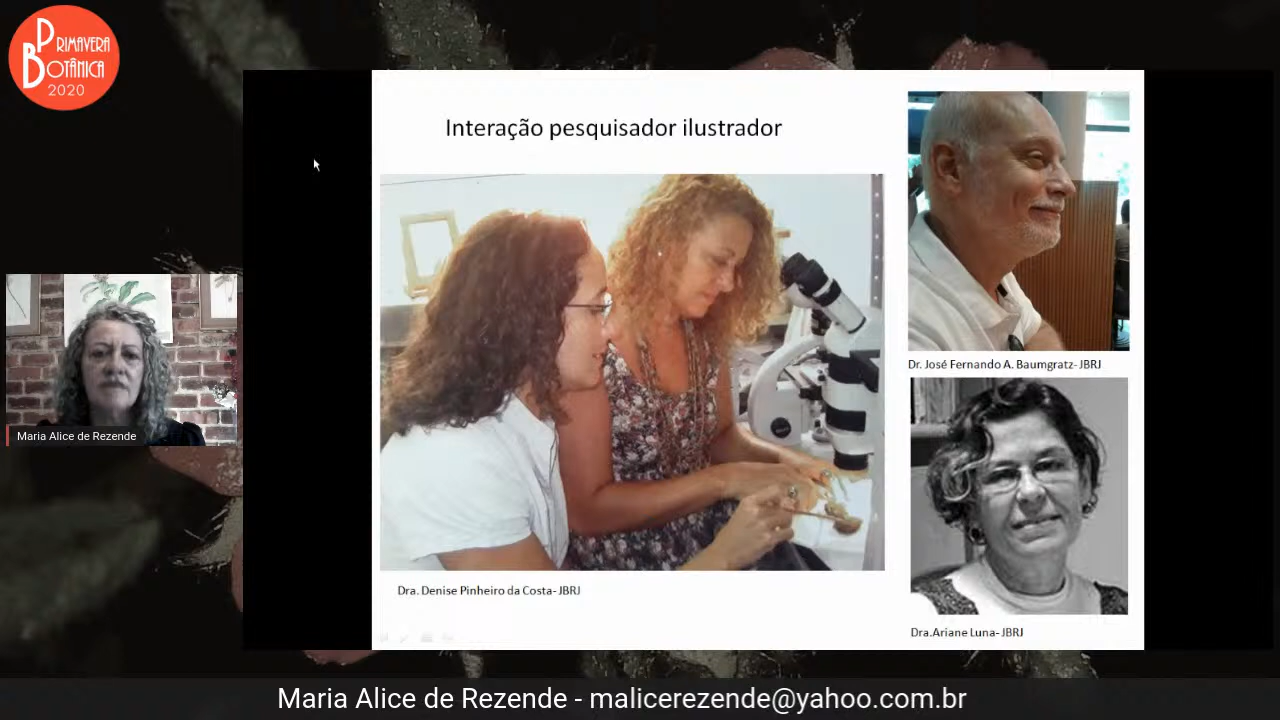 PRIMAVERA
BOTÂNICA
2020
Interação pesquisador ilustrador
Dr. José Fernando A. Baumgratz- JBRJ
Maria Alice de Rezende
Dra. Denise Pinheiro da Costa- JBRJ
Dra.Ariane Luna- JBRJ
Maria Alice de Rezende - malicerezende@yahoo.com.br